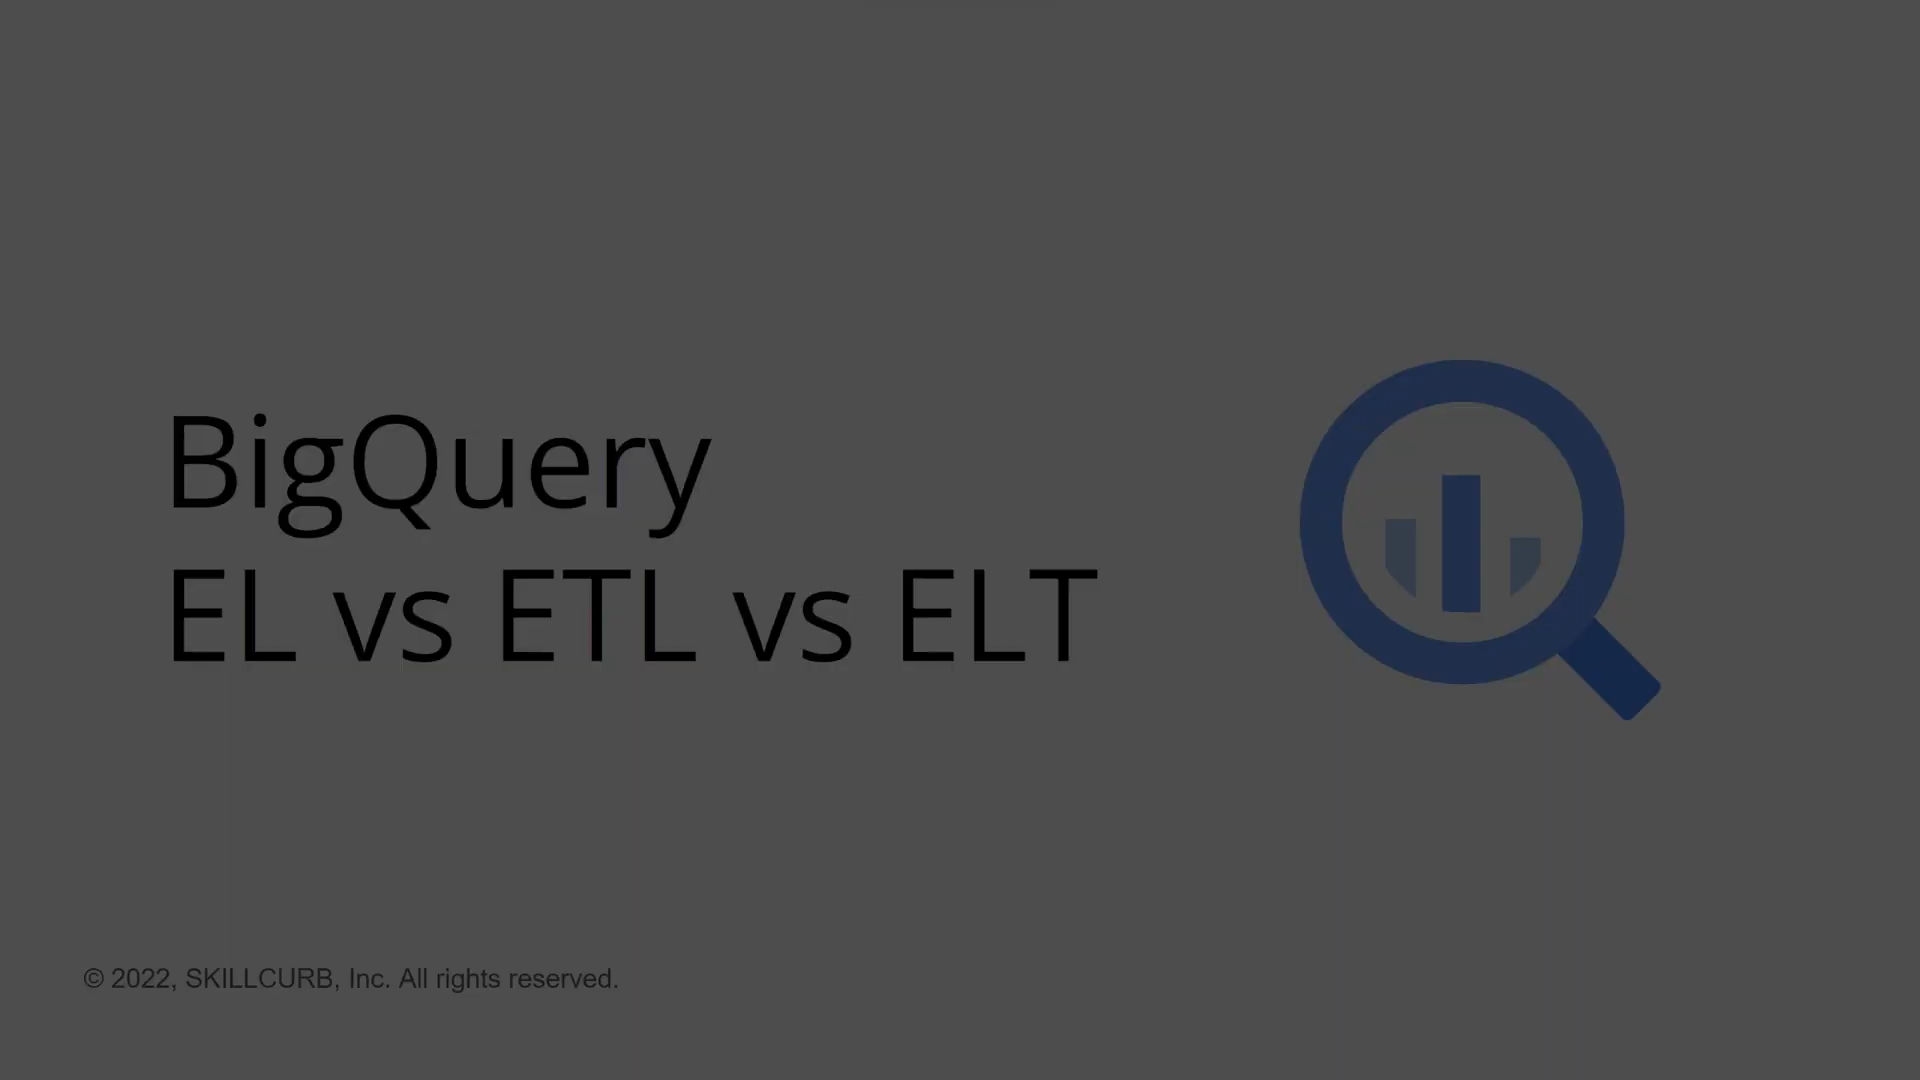 BigQuery
EL vs ETL vs ELT
© 2022, SKILLCURB, Inc. All rights reserved.